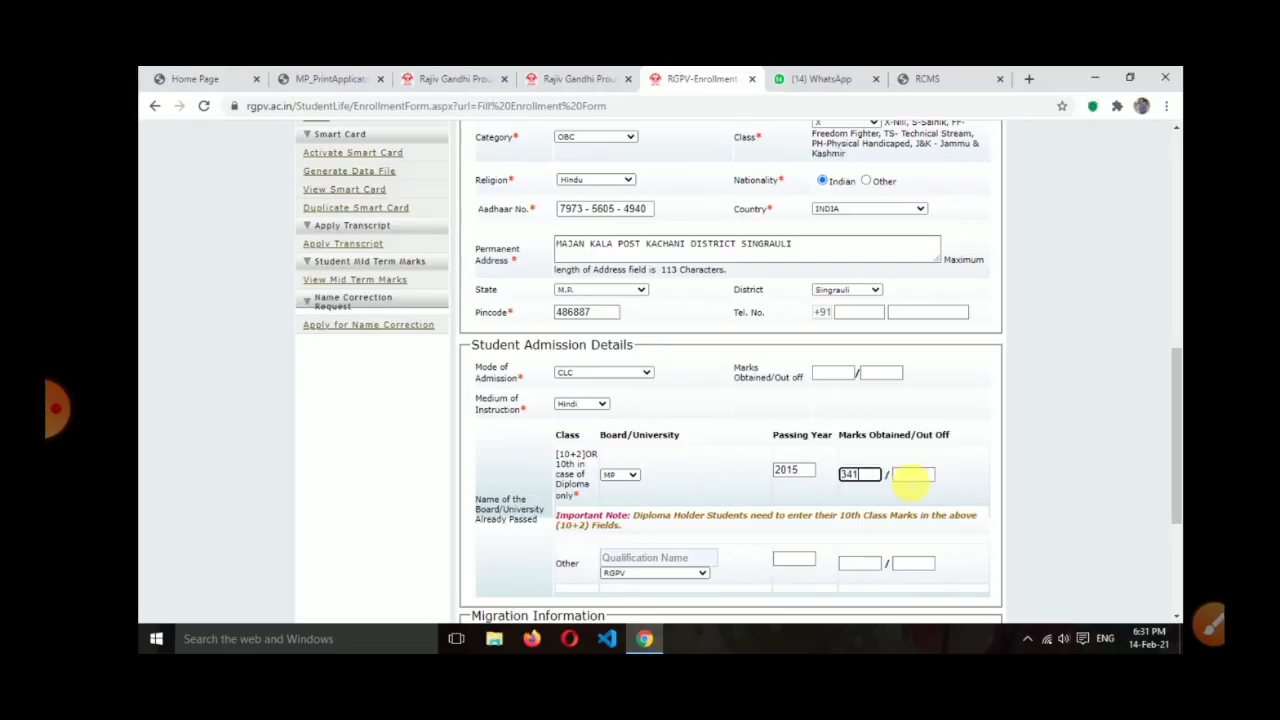 Home Page
MP_PrintApplicat
Rajiv Gandhi Prou
Rajiv Gandhi Prou
RGPV-Enrollment
(14) WhatsApp
RCMS
rgpv.ac.in/StudentLife/EnrollmentForm.aspx?url=Fill%20Enrollment%20Form
Smart Card
Activate Smart Card
Generate Data File
View Smart Card
Duplicate Smart Card
Apply Transcript
Apply Transcript
Student Mid Term Marks
View Mid Term Marks
Name Correction
Request
Apply for Name Correction
Category* OBC
Class*
X
Freedom Fighter, TS- Technical Stream,
PH-Physical Handicaped, J&K - Jammu &
Kashmir
Religion* Hindu
Nationality* Indian Other
Aadhaar No.* 7973 - 5605 - 4940
Country* INDIA
Permanent
Address *
MAJAN KALA POST KACHANI DISTRICT SINGRAULI
Maximum
length of Address field is 113 Characters.
State M.P.
District Singrauli
Pincode* 486887
Tel. No. +91
Student Admission Details
Mode of
Admission* CLC
Marks
Obtained/Out off /
Medium of
Instruction* Hindi
Class Board/University Passing Year Marks Obtained/Out Off
Name of the
Board/University
Already Passed
[10+2]OR
10th in
case of
Diploma
only*
MP 2015 341 /
Important Note: Diploma Holder Students need to enter their 10th Class Marks in the above
(10+2) Fields.
Other Qualification Name /
RGPV
Migration Information
Search the web and Windows
ENG
6:31 PM
14-Feb-21